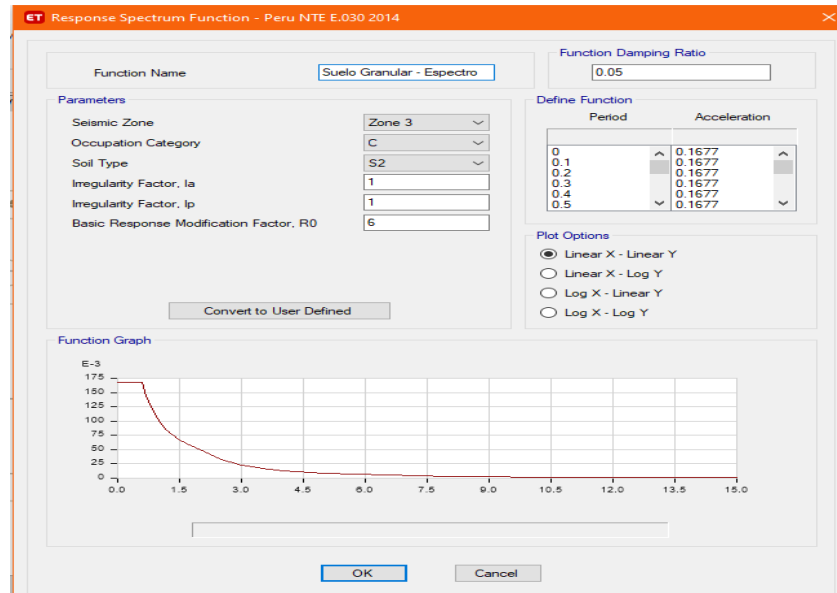 ET Response Spectrum Function - Peru NTE E.030 2014
Function Name Suelo Granular - Espectro
Function Damping Ratio
0.05
Parameters
Seismic Zone Zone 3
Occupation Category C
Soil Type S2
Irregularity Factor, Ia 1
Irregularity Factor, Ip 1
Basic Response Modification Factor, R0 6
Convert to User Defined
Define Function
Period Acceleration
0 0.1677
0.1 0.1677
0.2 0.1677
0.3 0.1677
0.4 0.1677
0.5 0.1677
Plot Options
Linear X - Linear Y
Linear X - Log Y
Log X - Linear Y
Log X - Log Y
Function Graph
E-3
175
150
125
100
75
50
25
0
0.0 1.5 3.0 4.5 6.0 7.5 9.0 10.5 12.0 13.5 15.0
OK Cancel